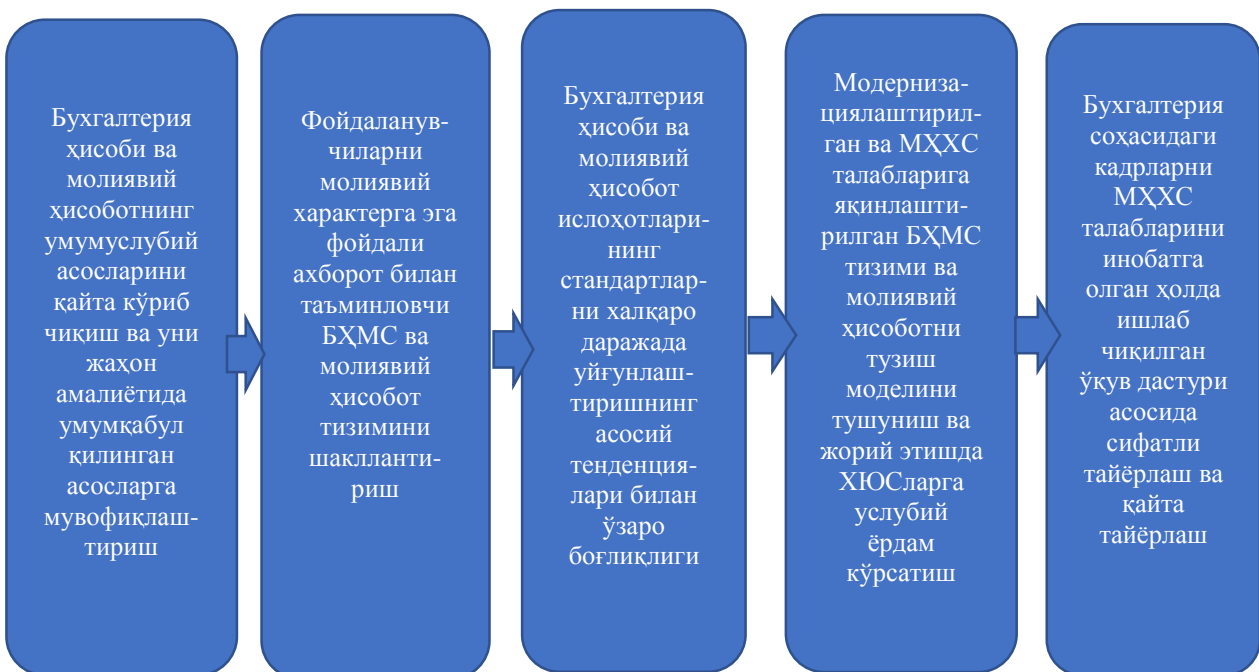 Бухгалтерия
ҳисоби ва
молиявий
ҳисоботнинг
умумуслубий
асосларини
қайта кўриб
чиқиш ва уни
жаҳон
амалиётида
умумқабул
қилинган
асосларга
мувофиқлаш-
тириш
Фойдаланув-
чиларни
молиявий
характерга эга
фойдали
ахборот билан
таъминловчи
БҲМС ва
молиявий
ҳисобот
тизимини
шакллланти-
риш
Бухгалтерия
ҳисоби ва
молиявий
ҳисобот
ислоҳотлари-
нинг
стандартлар-
ни халқаро
даражада
уйғунлаш-
тиришнинг
асосий
тенденция-
лари билан
ўзаро
боғлиқлиги
Модерниза-
циялаштирил-
ган ва МҲХС
талабларига
яқинлашти-
рилган БҲМС
тизими ва
молиявий
ҳисоботни
тузиш
моделини
тушуниш ва
жорий этишда
ХЮСларга
услубий
ёрдам
кўрсатиш
Бухгалтерия
соҳасидаги
кадрларни
МҲХС
талабларини
инобатга
олган ҳолда
ишлаб
чиқилган
ўқув дастури
асосида
сифатли
тайёрлаш ва
қайта
тайёрлаш